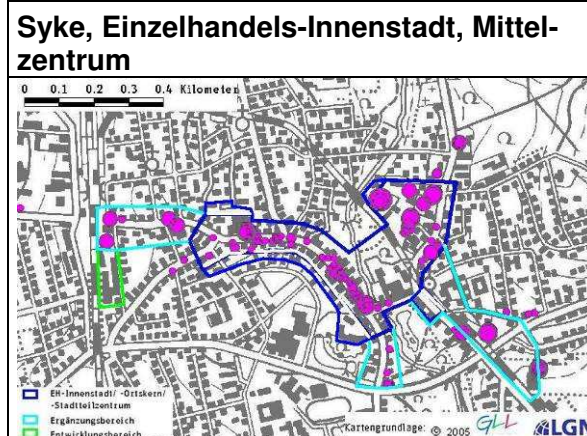 Syke, Einzelhandels-Innenstadt, Mittel-
zentrum
0 0.1 0.2 0.3 0.4 Kilometer
EH-Innenstadt/ -Ortskern/
-Stadtteilzentrum
Ergänzungsbereich
Entwicklungsbereich
Kartengrundlage: © 2005 GLL LGN